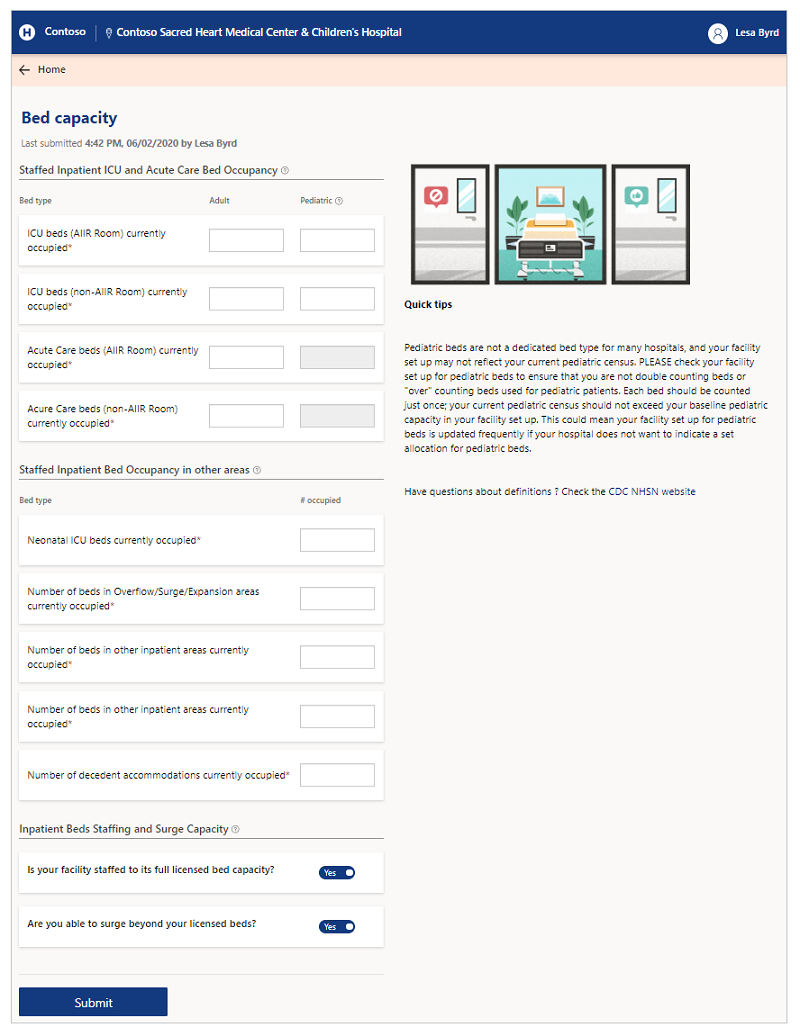 H Contoso Contoso Sacred Heart Medical Center & Children's Hospital Lesa Byrd
Home
Bed capacity
Last submitted 4:42 PM, 06/02/2020 by Lesa Byrd
Staffed Inpatient ICU and Acute Care Bed Occupancy
Bed type Adult Pediatric
ICU beds (AIIR Room) currently
occupied*
ICU beds (non-AIIR Room) currently
occupied*
Acute Care beds (AIIR Room) currently
occupied*
Acure Care beds (non-AIIR Room)
currently occupied*
Staffed Inpatient Bed Occupancy in other areas
Bed type # occupied
Neonatal ICU beds currently occupied*
Number of beds in Overflow/Surge/Expansion areas
currently occupied*
Number of beds in other inpatient areas currently
occupied*
Number of beds in other inpatient areas currently
occupied*
Number of decedent accommodations currently occupied*
Inpatient Beds Staffing and Surge Capacity
Is your facility staffed to its full licensed bed capacity? Yes
Are you able to surge beyond your licensed beds? Yes
Submit
Quick tips
Pediatric beds are not a dedicated bed type for many hospitals, and your facility
set up may not reflect your current pediatric census. PLEASE check your facility
set up for pediatric beds to ensure that you are not double counting beds or
"over" counting beds used for pediatric patients. Each bed should be counted
just once; your current pediatric census should not exceed your baseline pediatric
capacity in your facility set up. This could mean your facility set up for pediatric
beds is updated frequently if your hospital does not want to indicate a set
allocation for pediatric beds.
Have questions about definitions ? Check the CDC NHSN website